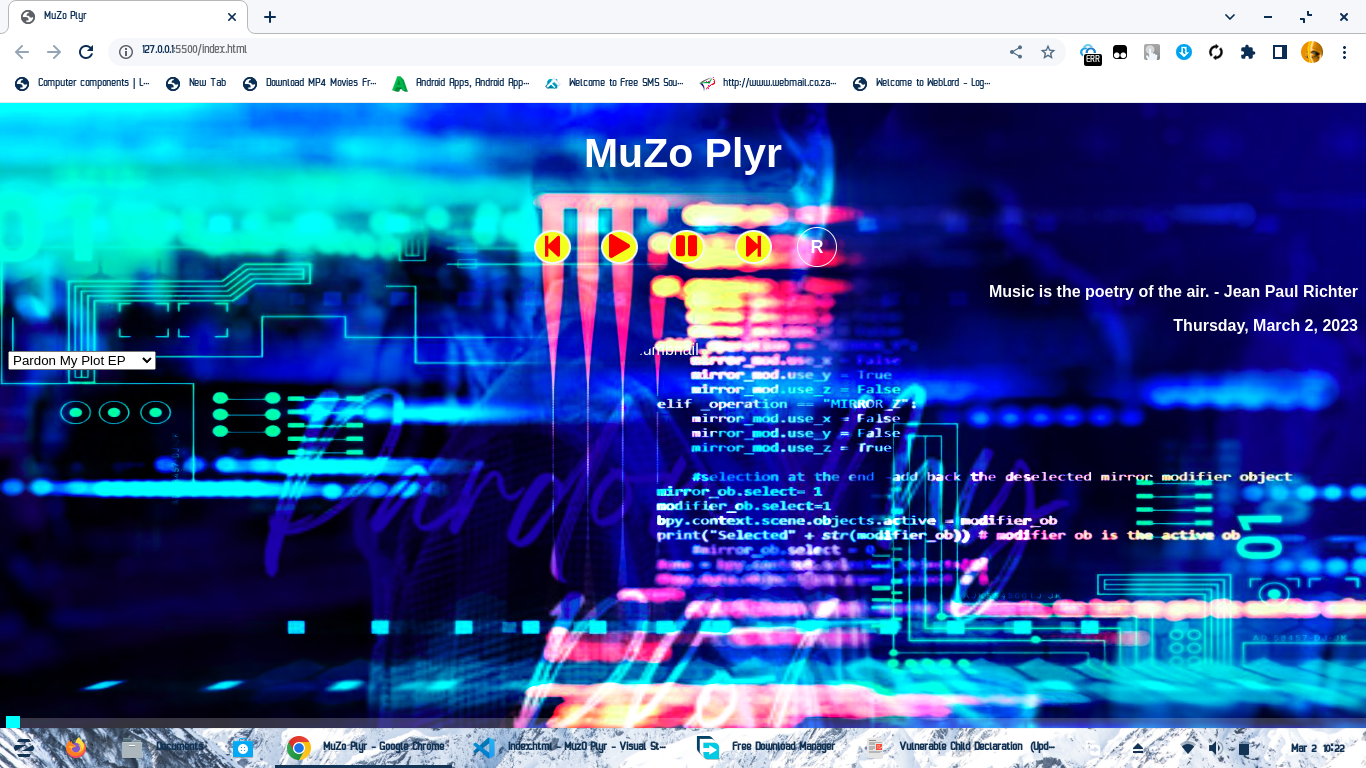 MuZo Plyr
127.0.0.1:5500/index.html
ERR
Computer components | L...
New Tab
Download MP4 Movies Fr...
Android Apps, Android App...
Welcome to Free SMS Sou...
http://www.webmail.co.za...
Welcome to WebLord - Log...
MuZo Plyr
R
Music is the poetry of the air. - Jean Paul Richter
Thursday, March 2, 2023
Pardon My Plot EP
mirror_mod.use_x = False
mirror_mod.use_y = True
mirror_mod.use_z = False
elif _operation == "MIRROR_Z":
mirror_mod.use_x = False
mirror_mod.use_y = False
mirror_mod.use_z = True
#selection at the end -add back the deselected mirror modifier object
mirror_ob.select= 1
modifier_ob.select=1
bpy.context.scene.objects.active = modifier_ob
print("Selected" + str(modifier_ob)) # modifier ob is the active ob
#mirror_ob.select = 0
01
Documents
MuZo Plyr - Google Chrome
Index.html - MuzO Plyr - Visual St...
Free Download Manager
Vulnerable Child Declaration (Upd...
Mar 2 10:22